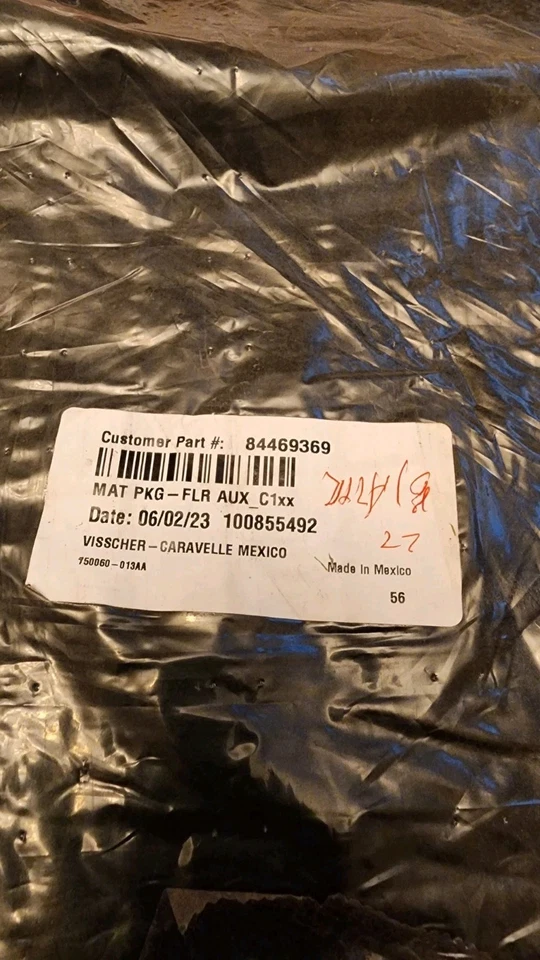 Customer Part #: 84469369
MAT PKG-FLR AUX_C1xx
Date: 06/02/23 100855492
27
VISSCHER-CARAVELLE MEXICO
Made In Mexico
750060-013AA
56